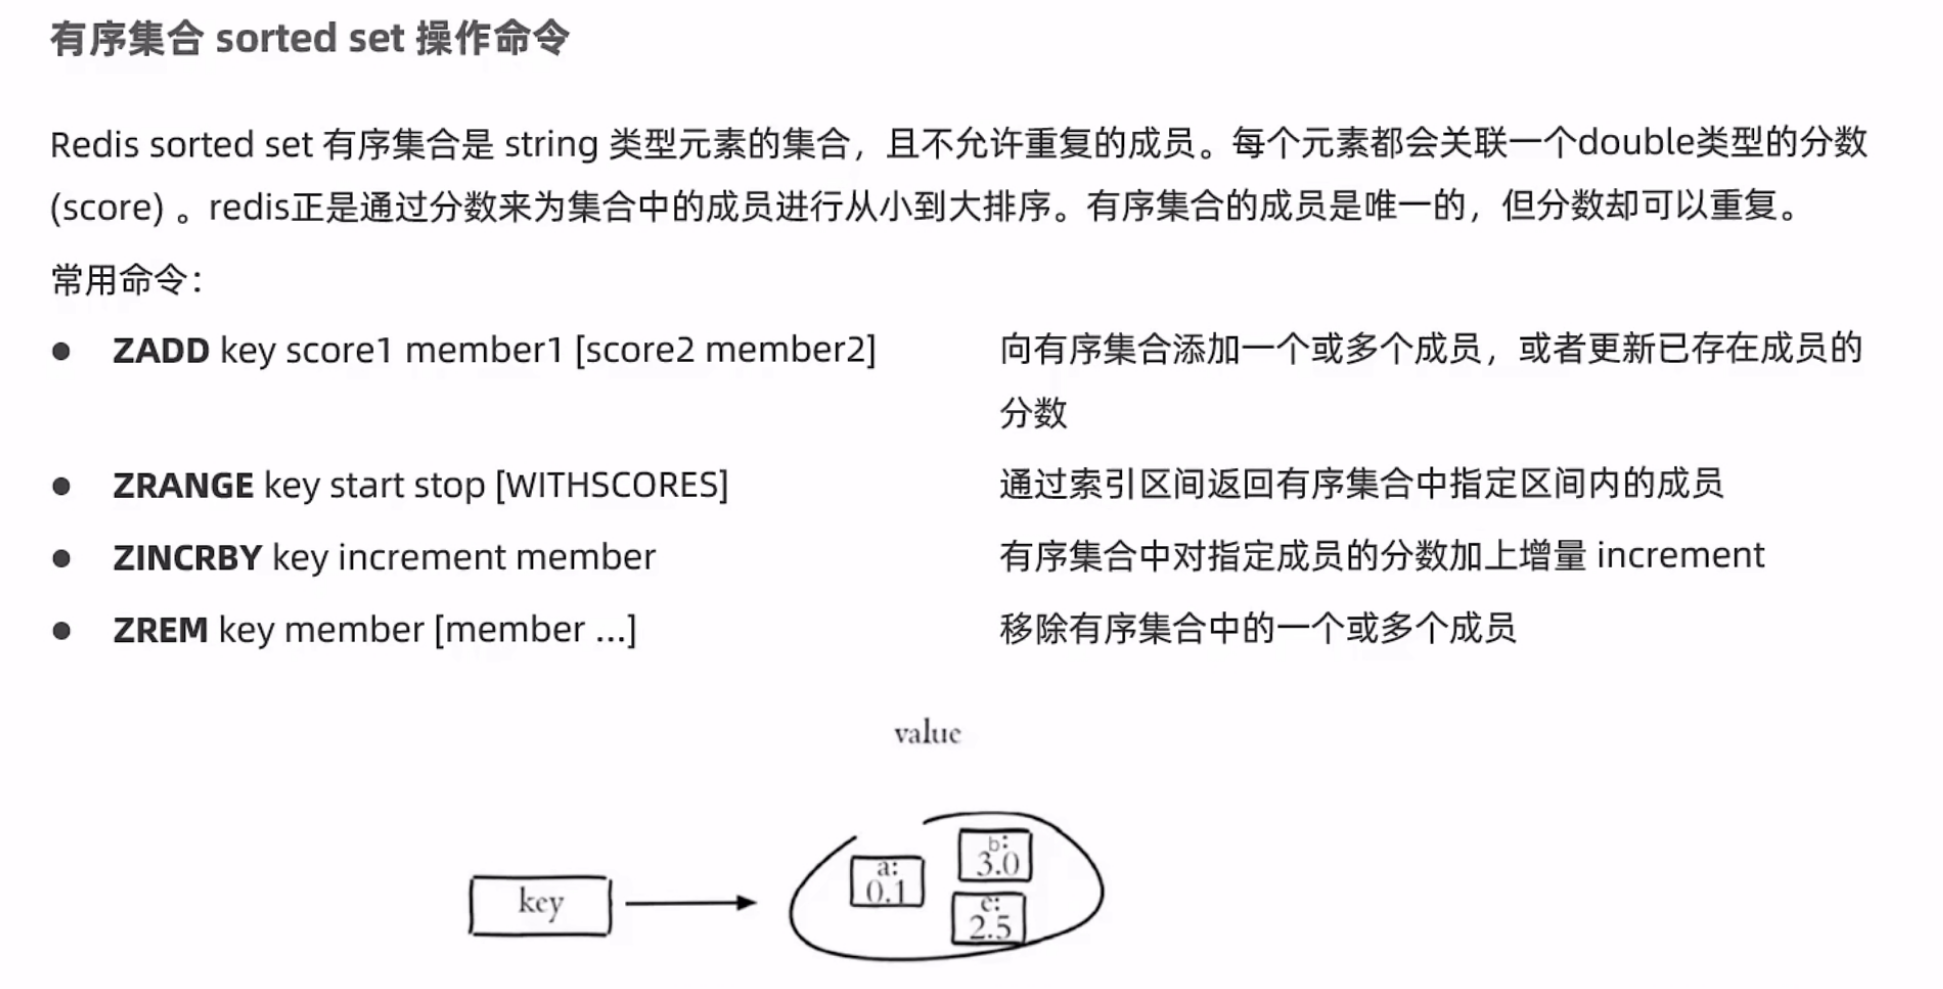 有序集合 sorted set 操作命令
Redis sorted set 有序集合是 string 类型元素的集合，且不允许重复的成员。每个元素都会关联一个double类型的分数
(score) 。redis正是通过分数来为集合中的成员进行从小到大排序。有序集合的成员是唯一的，但分数却可以重复。
常用命令：
● ZADD key score1 member1 [score2 member2] 向有序集合添加一个或多个成员，或者更新已存在成员的
分数
● ZRANGE key start stop [WITHSCORES] 通过索引区间返回有序集合中指定区间内的成员
● ZINCRBY key increment member 有序集合中对指定成员的分数加上增量 increment
● ZREM key member [member ...] 移除有序集合中的一个或多个成员
value
key
a:
0.1
b:
3.0
c:
2.5